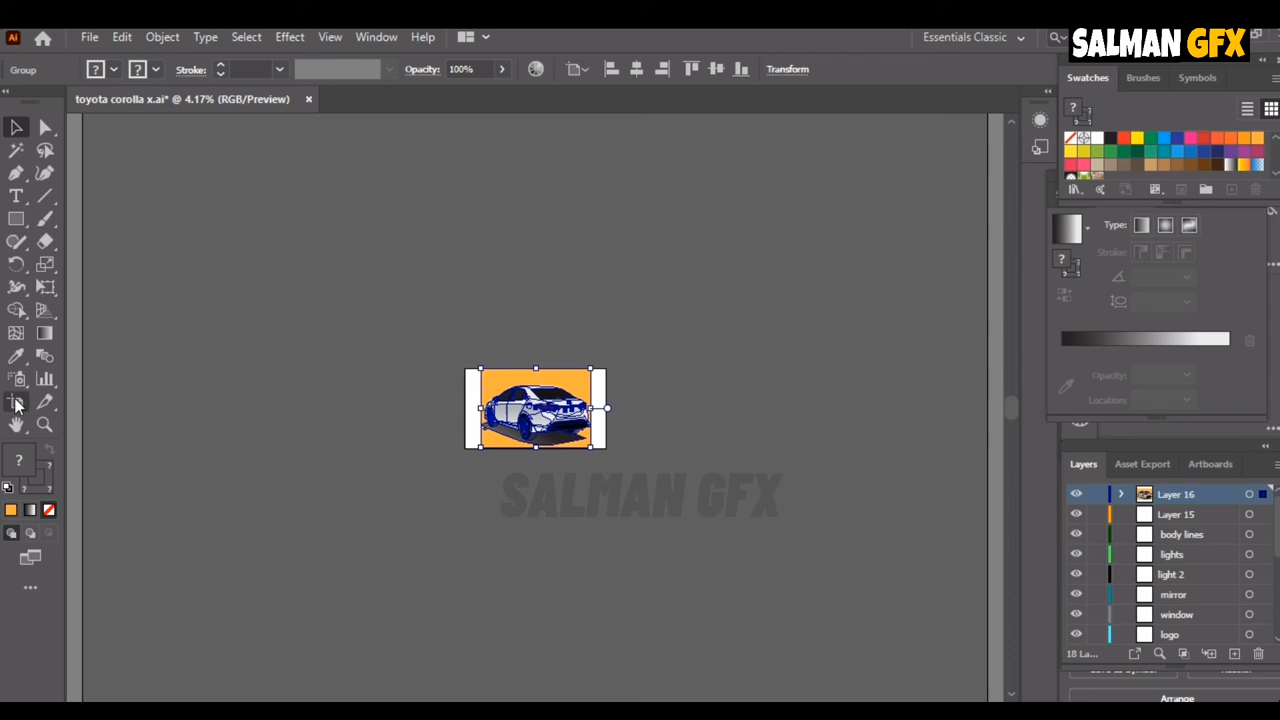 SALMAN GFX
Ai File Edit Object Type Select Effect View Window Help Essentials Classic
Group ? ? Stroke: Opacity: 100% Transform
toyota corolla x.ai* @ 4.17% (RGB/Preview) ×
Swatches Brushes Symbols
?
Type:
Stroke:
?
Opacity:
Location:
?
?
?
SALMAN GFX
Layers Asset Export Artboards
Layer 16
Layer 15
body lines
lights
light 2
mirror
window
logo
18 La...
Arrange